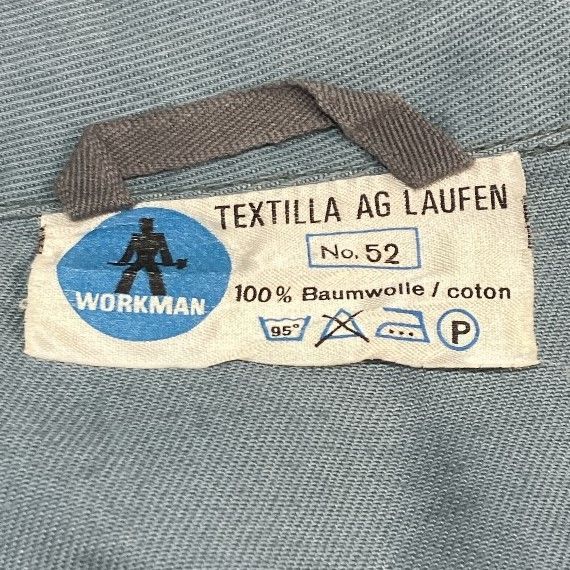 TEXTILLA AG LAUFEN
No. 52
WORKMAN
100% Baumwolle / coton
95°
P